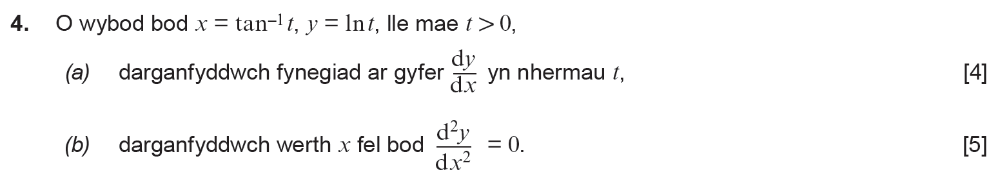 4. O wybod bod x = tan⁻¹ t, y = ln t, lle mae t > 0,
(a) darganfyddwch fynegiad ar gyfer dy/dx yn nhermau t, [4]
(b) darganfyddwch werth x fel bod d²y/dx² = 0. [5]